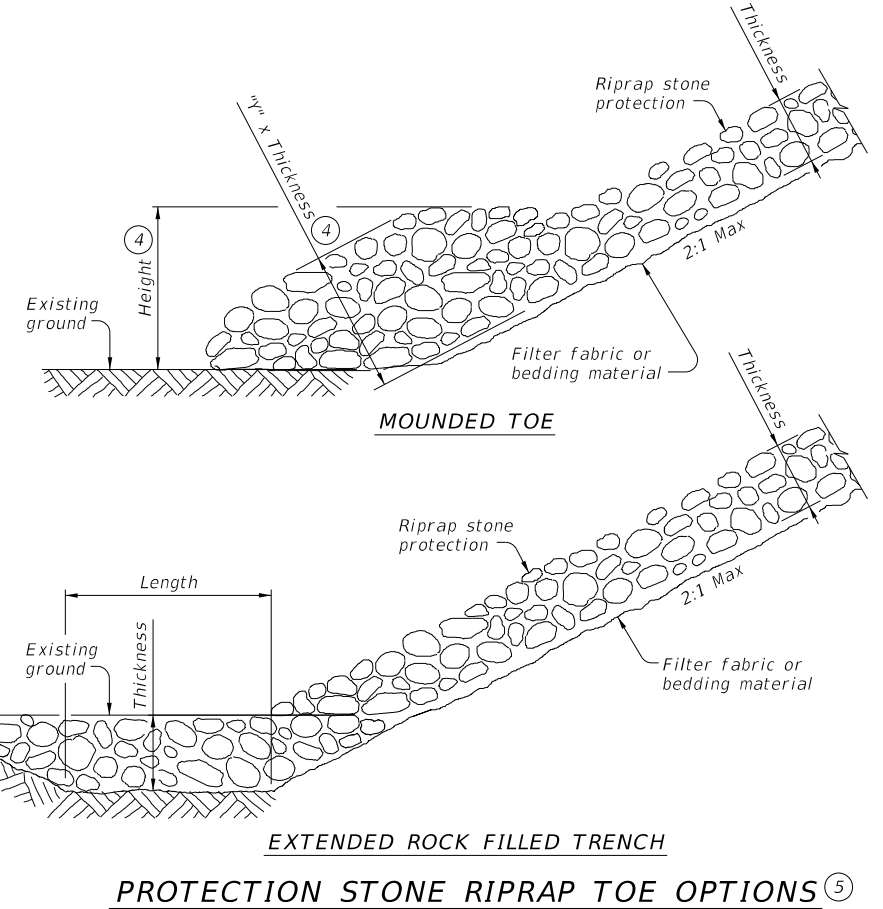 Thickness
Riprap stone
protection
"Y" x Thickness
4
4
Height
2:1 Max
Existing
ground
Filter fabric or
bedding material
MOUNDED TOE
Thickness
Riprap stone
protection
Length
2:1 Max
Existing
ground
Thickness
Filter fabric or
bedding material
EXTENDED ROCK FILLED TRENCH
PROTECTION STONE RIPRAP TOE OPTIONS 5